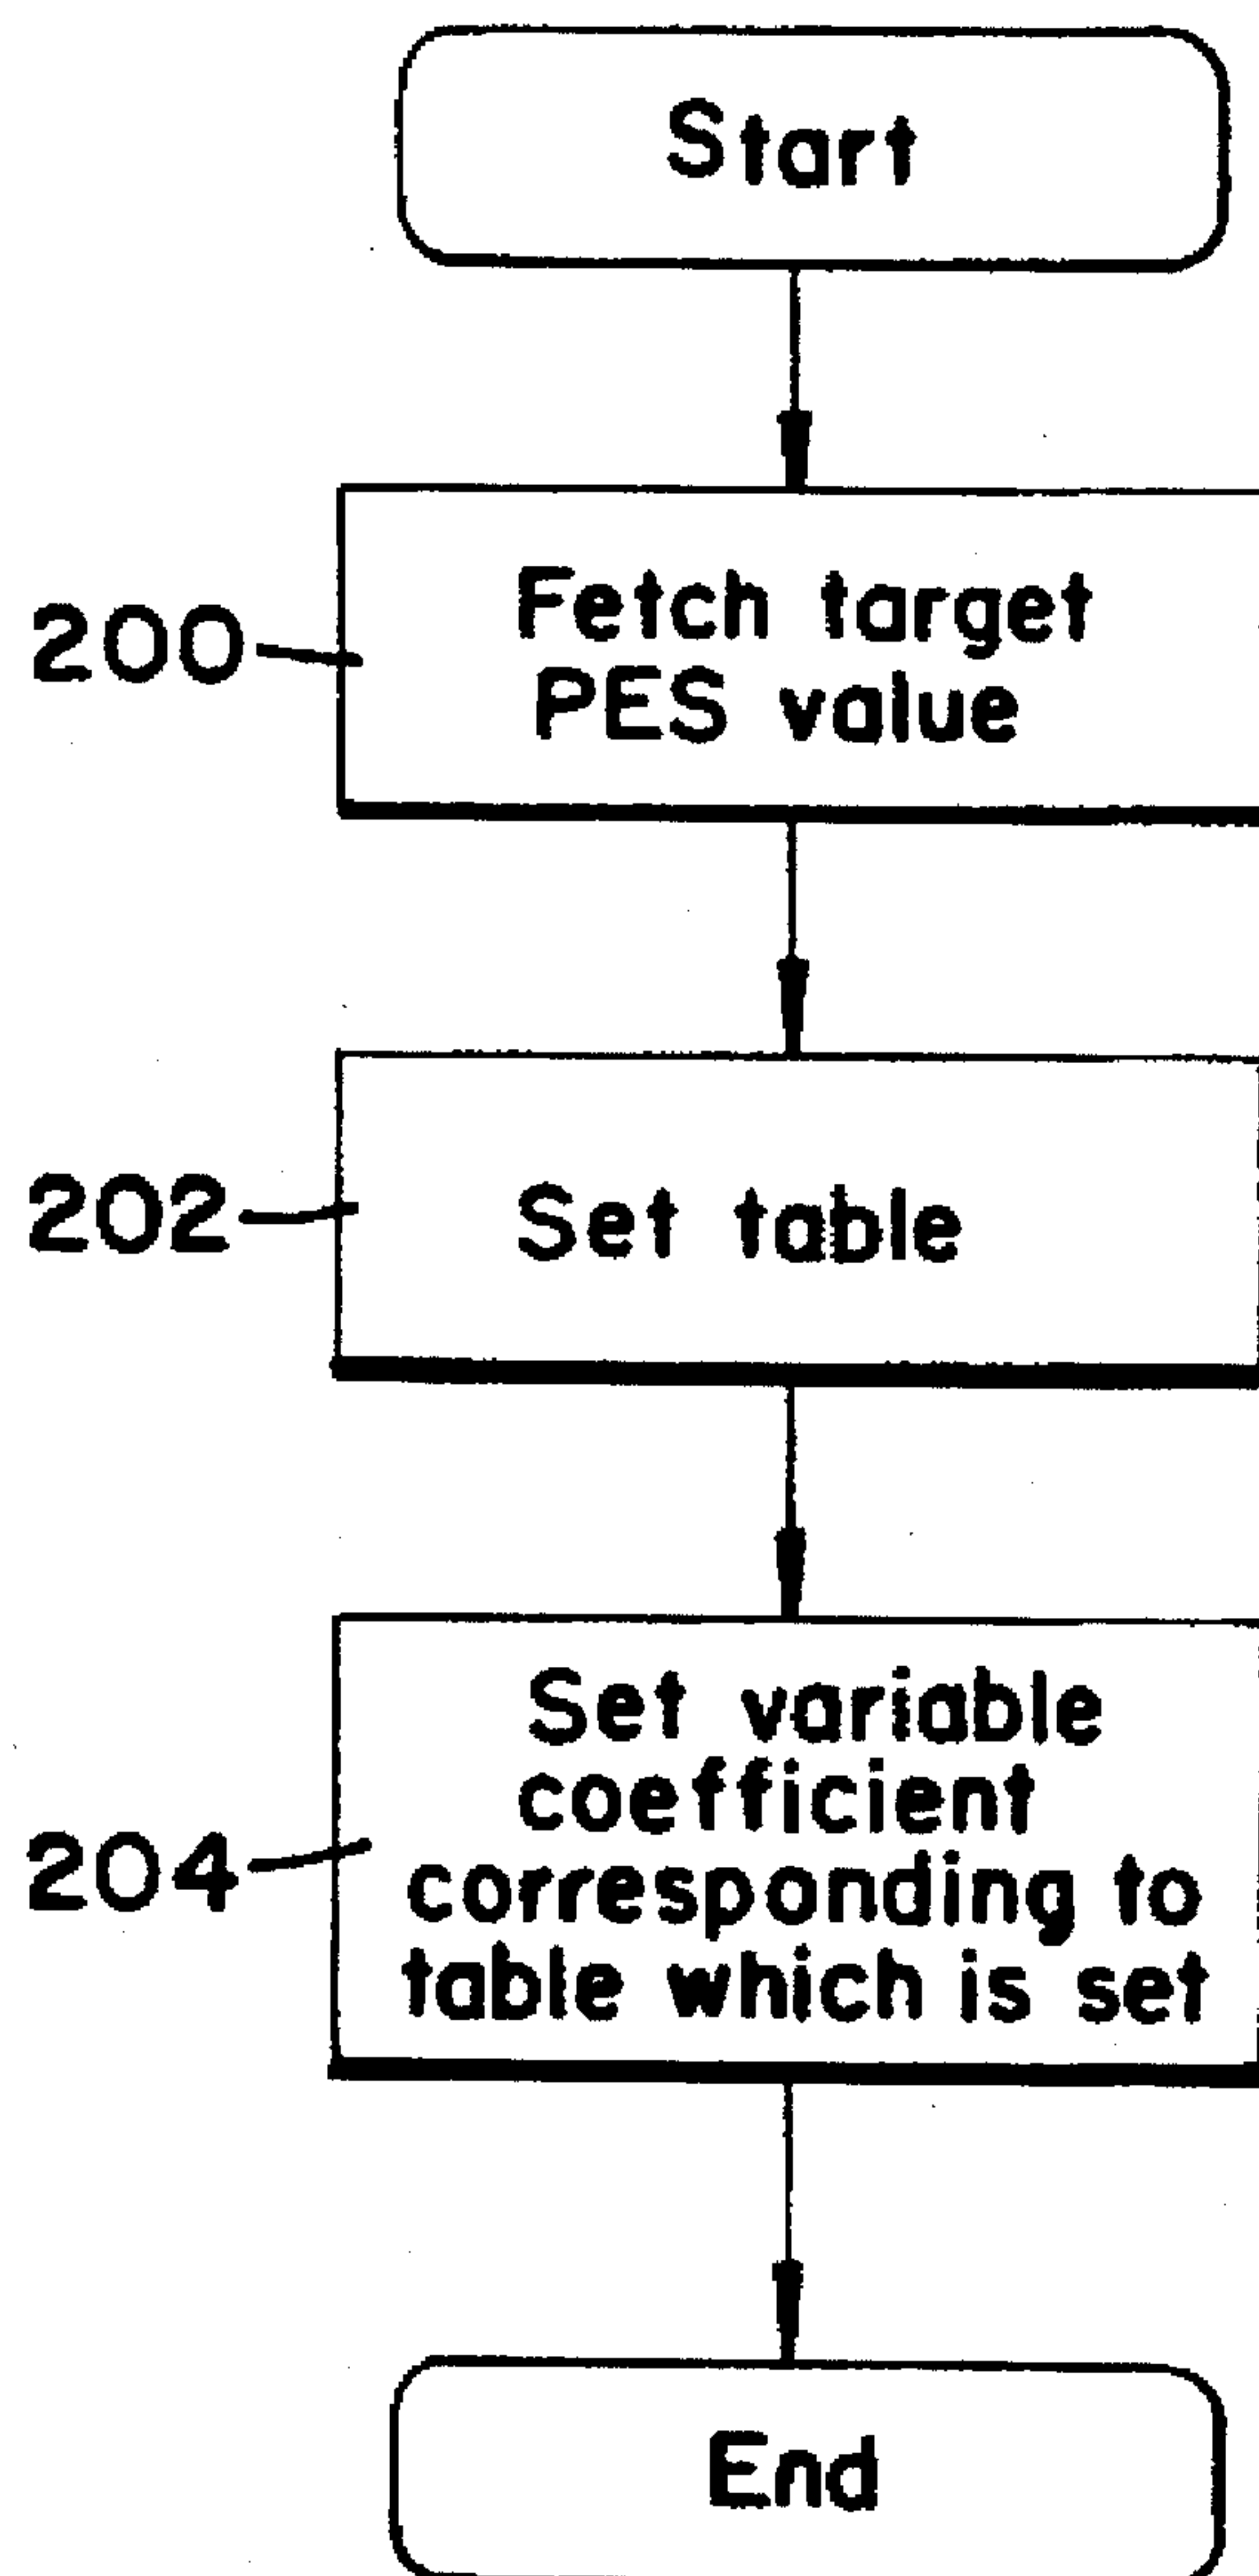 Start
200
Fetch target
PES value
202
Set table
204
Set variable
coefficient
corresponding to
table which is set
End